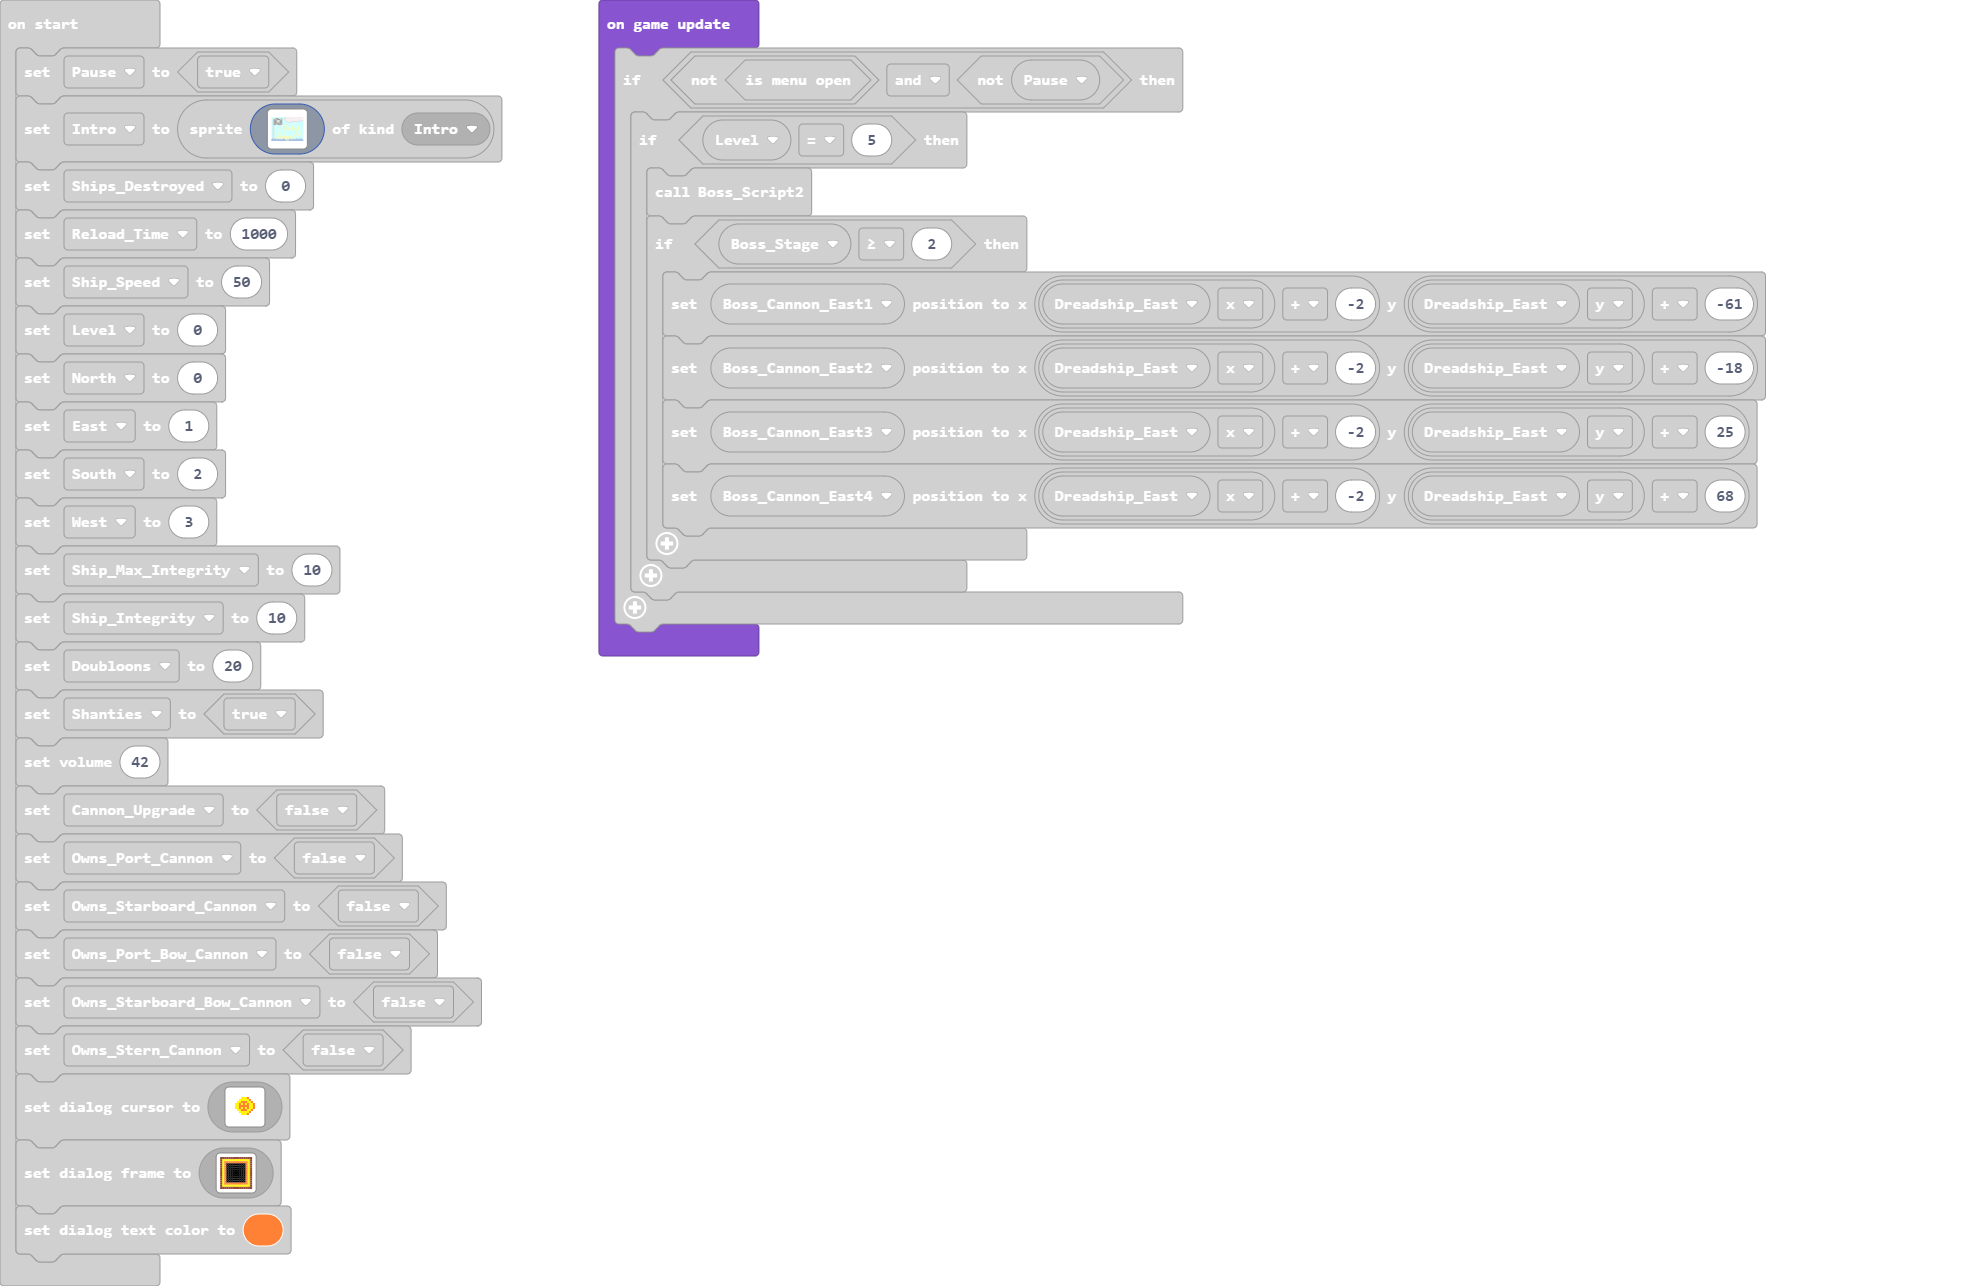 on start
set Pause to true
set Intro to sprite of kind Intro
set Ships_Destroyed to 0
set Reload_Time to 1000
set Ship_Speed to 50
set Level to 0
set North to 0
set East to 1
set South to 2
set West to 3
set Ship_Max_Integrity to 10
set Ship_Integrity to 10
set Doubloons to 20
set Shanties to true
set volume 42
set Cannon_Upgrade to false
set Owns_Port_Cannon to false
set Owns_Starboard_Cannon to false
set Owns_Port_Bow_Cannon to false
set Owns_Starboard_Bow_Cannon to false
set Owns_Stern_Cannon to false
set dialog cursor to
set dialog frame to
set dialog text color to
on game update
if not is menu open and not Pause then
if Level = 5 then
call Boss_Script2
if Boss_Stage ≥ 2 then
set Boss_Cannon_East1 position to x Dreadship_East x + -2 y Dreadship_East y + -61
set Boss_Cannon_East2 position to x Dreadship_East x + -2 y Dreadship_East y + -18
set Boss_Cannon_East3 position to x Dreadship_East x + -2 y Dreadship_East y + 25
set Boss_Cannon_East4 position to x Dreadship_East x + -2 y Dreadship_East y + 68